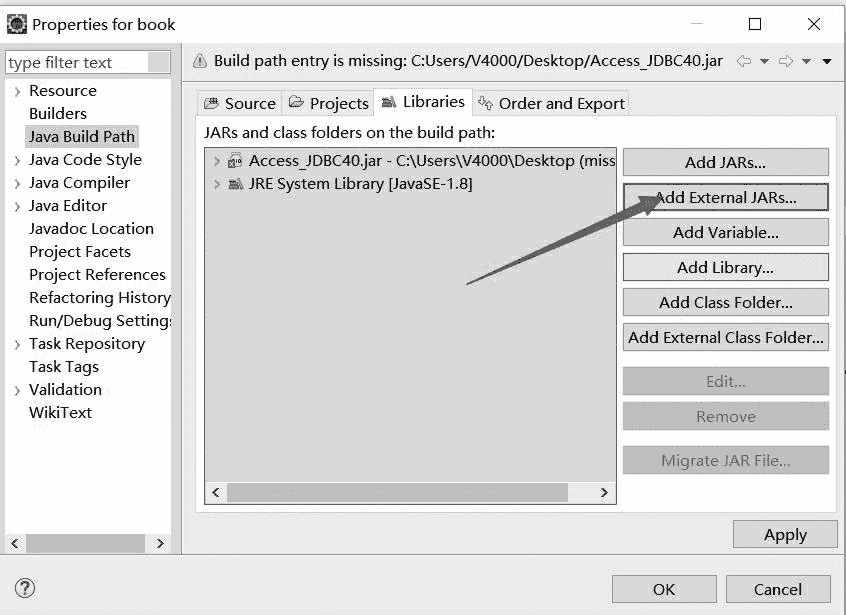 Properties for book
type filter text
Resource
Builders
Java Build Path
Java Code Style
Java Compiler
Java Editor
Javadoc Location
Project Facets
Project References
Refactoring History
Run/Debug Settings
Task Repository
Task Tags
Validation
WikiText
Build path entry is missing: C:/Users/V4000/Desktop/Access_JDBC40.jar
Source Projects Libraries Order and Export
JARs and class folders on the build path:
Access_JDBC40.jar - C:\Users\V4000\Desktop (miss
JRE System Library [JavaSE-1.8]
Add JARs...
Add External JARs...
Add Variable...
Add Library...
Add Class Folder...
Add External Class Folder...
Edit...
Remove
Migrate JAR File...
Apply
OK Cancel